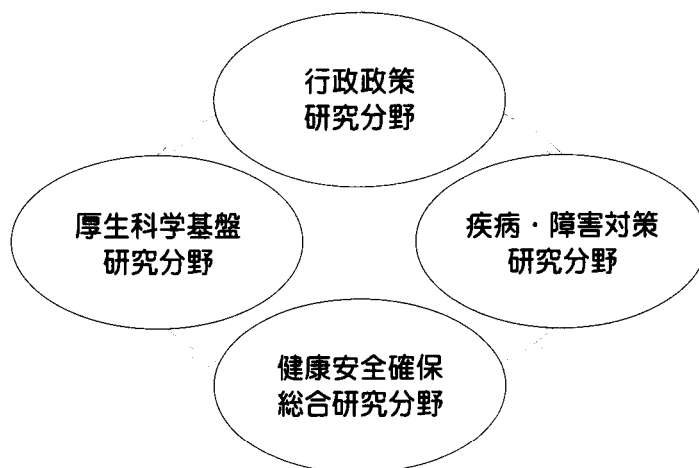 行政政策
研究分野
厚生科学基盤
研究分野
疾病・障害対策
研究分野
健康安全確保
総合研究分野